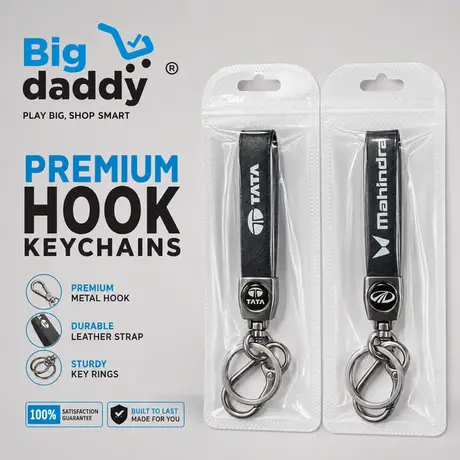 Big
daddy ®
PLAY BIG, SHOP SMART
PREMIUM
HOOK
KEYCHAINS
PREMIUM
METAL HOOK
DURABLE
LEATHER STRAP
STURDY
KEY RINGS
100% SATISFACTION
GUARANTEE
BUILT TO LAST
MADE FOR YOU
TATA
TATA
mahindra